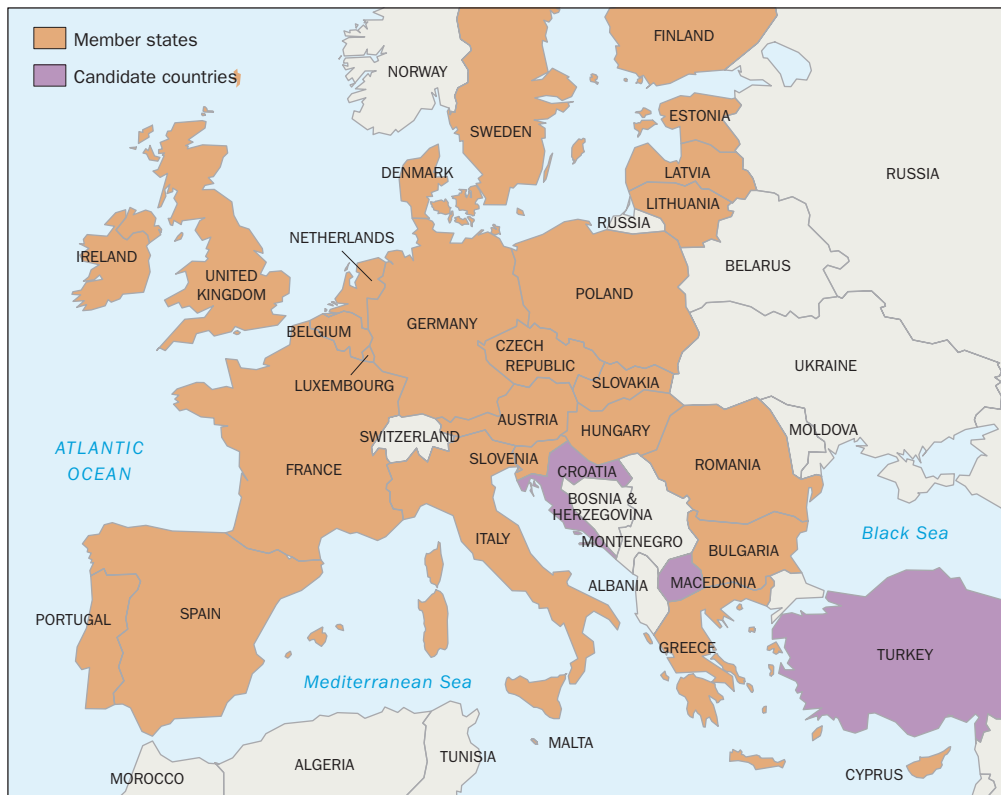 Member states
Candidate countries
FINLAND
NORWAY
ESTONIA
SWEDEN
DENMARK
LATVIA
RUSSIA
LITHUANIA
RUSSIA
NETHERLANDS
IRELAND
BELARUS
UNITED
KINGDOM
POLAND
BELGIUM
GERMANY
CZECH
REPUBLIC
UKRAINE
LUXEMBOURG
SLOVAKIA
AUSTRIA
SWITZERLAND
HUNGARY
MOLDOVA
ATLANTIC
OCEAN
FRANCE
SLOVENIA
CROATIA
ROMANIA
BOSNIA &
HERZEGOVINA
Black Sea
ITALY
MONTENEGRO
BULGARIA
ALBANIA
MACEDONIA
PORTUGAL
SPAIN
GREECE
TURKEY
Mediterranean Sea
MALTA
TUNISIA
ALGERIA
MOROCCO
CYPRUS